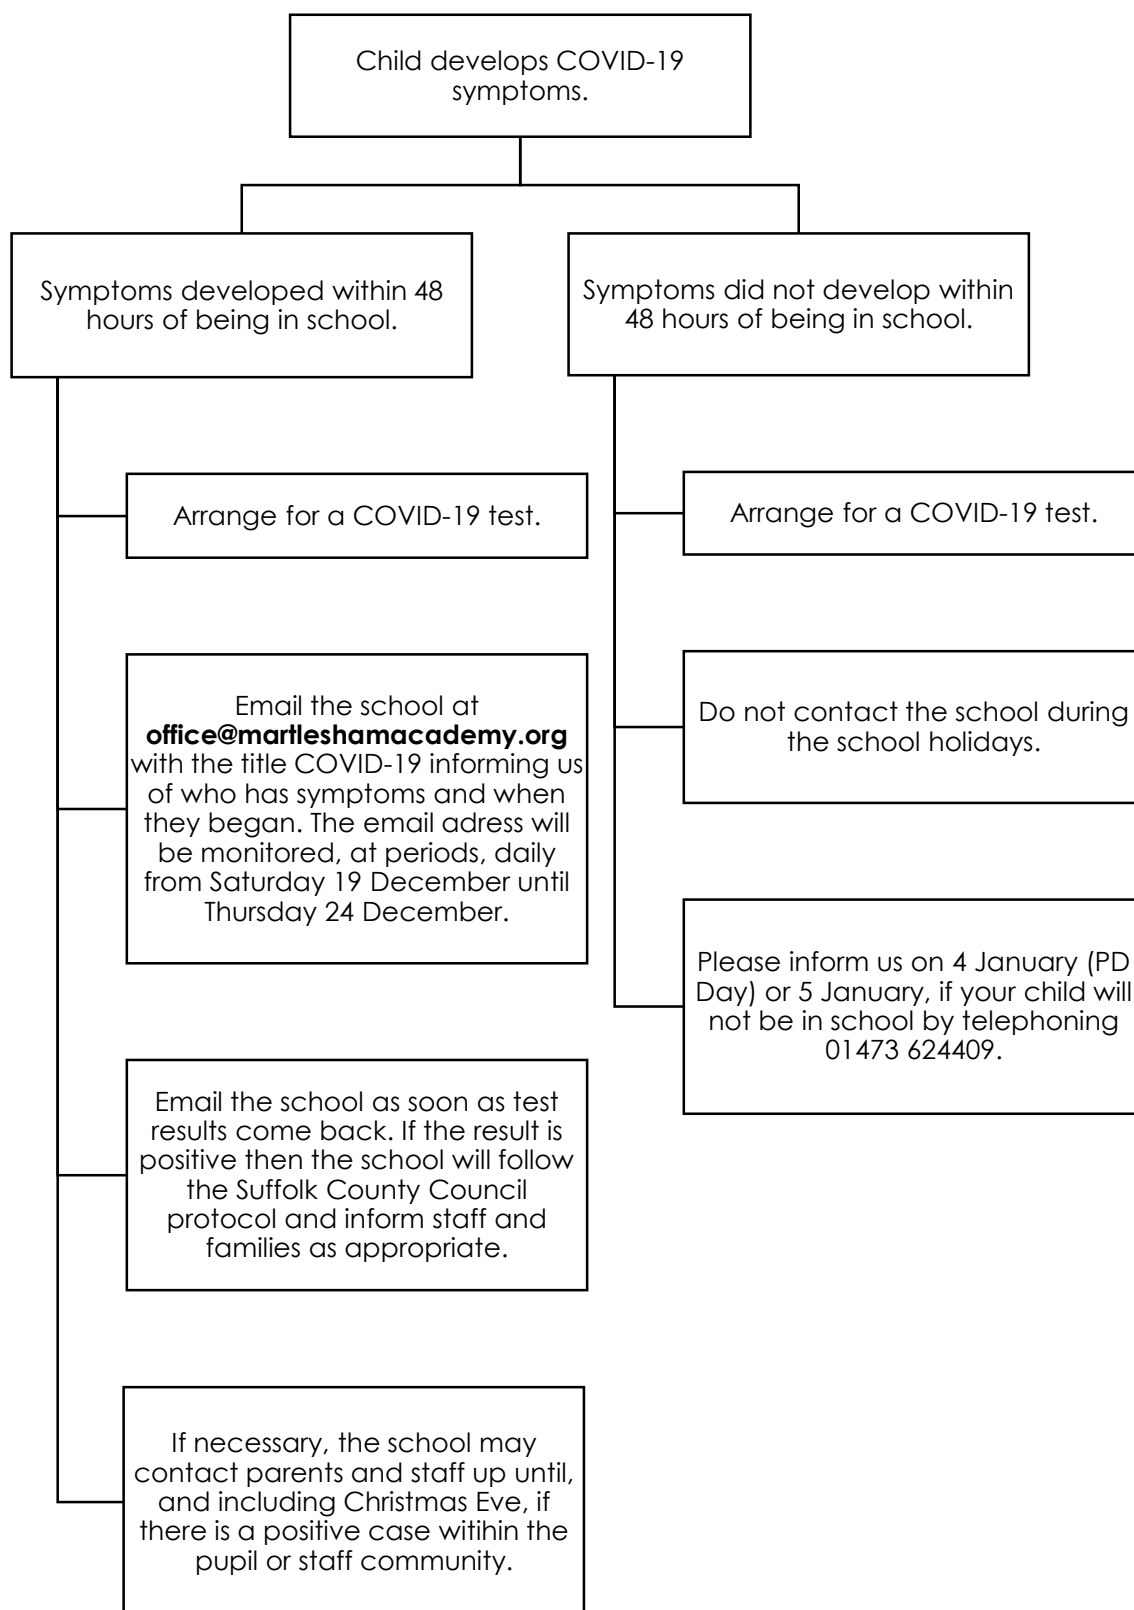 Child develops COVID-19
symptoms.
Symptoms developed within 48
hours of being in school.
Arrange for a COVID-19 test.
Email the school at
office@martleshamacademy.org
with the title COVID-19 informing us
of who has symptoms and when
they began. The email adress will
be monitored, at periods, daily
from Saturday 19 December until
Thursday 24 December.
Email the school as soon as test
results come back. If the result is
positive then the school will follow
the Suffolk County Council
protocol and inform staff and
families as appropriate.
If necessary, the school may
contact parents and staff up until,
and including Christmas Eve, if
there is a positive case witihin the
pupil or staff community.
Symptoms did not develop within
48 hours of being in school.
Arrange for a COVID-19 test.
Do not contact the school during
the school holidays.
Please inform us on 4 January (PD
Day) or 5 January, if your child will
not be in school by telephoning
01473 624409.